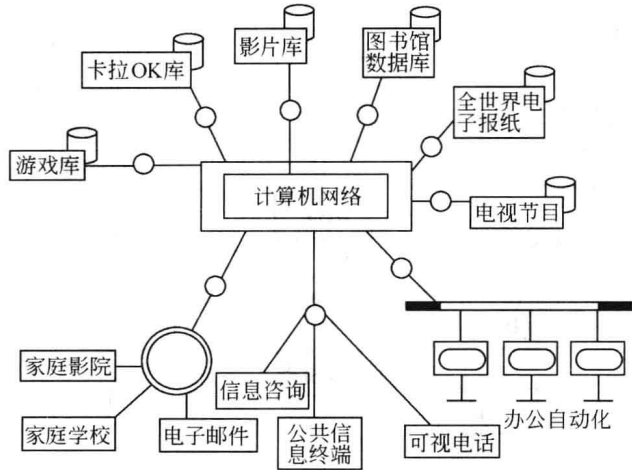 影片库
图书馆
数据库
卡拉OK库
全世界电
子报纸
游戏库
计算机网络
电视节目
家庭影院
信息咨询
办公自动化
家庭学校
电子邮件
公共信
息终端
可视电话